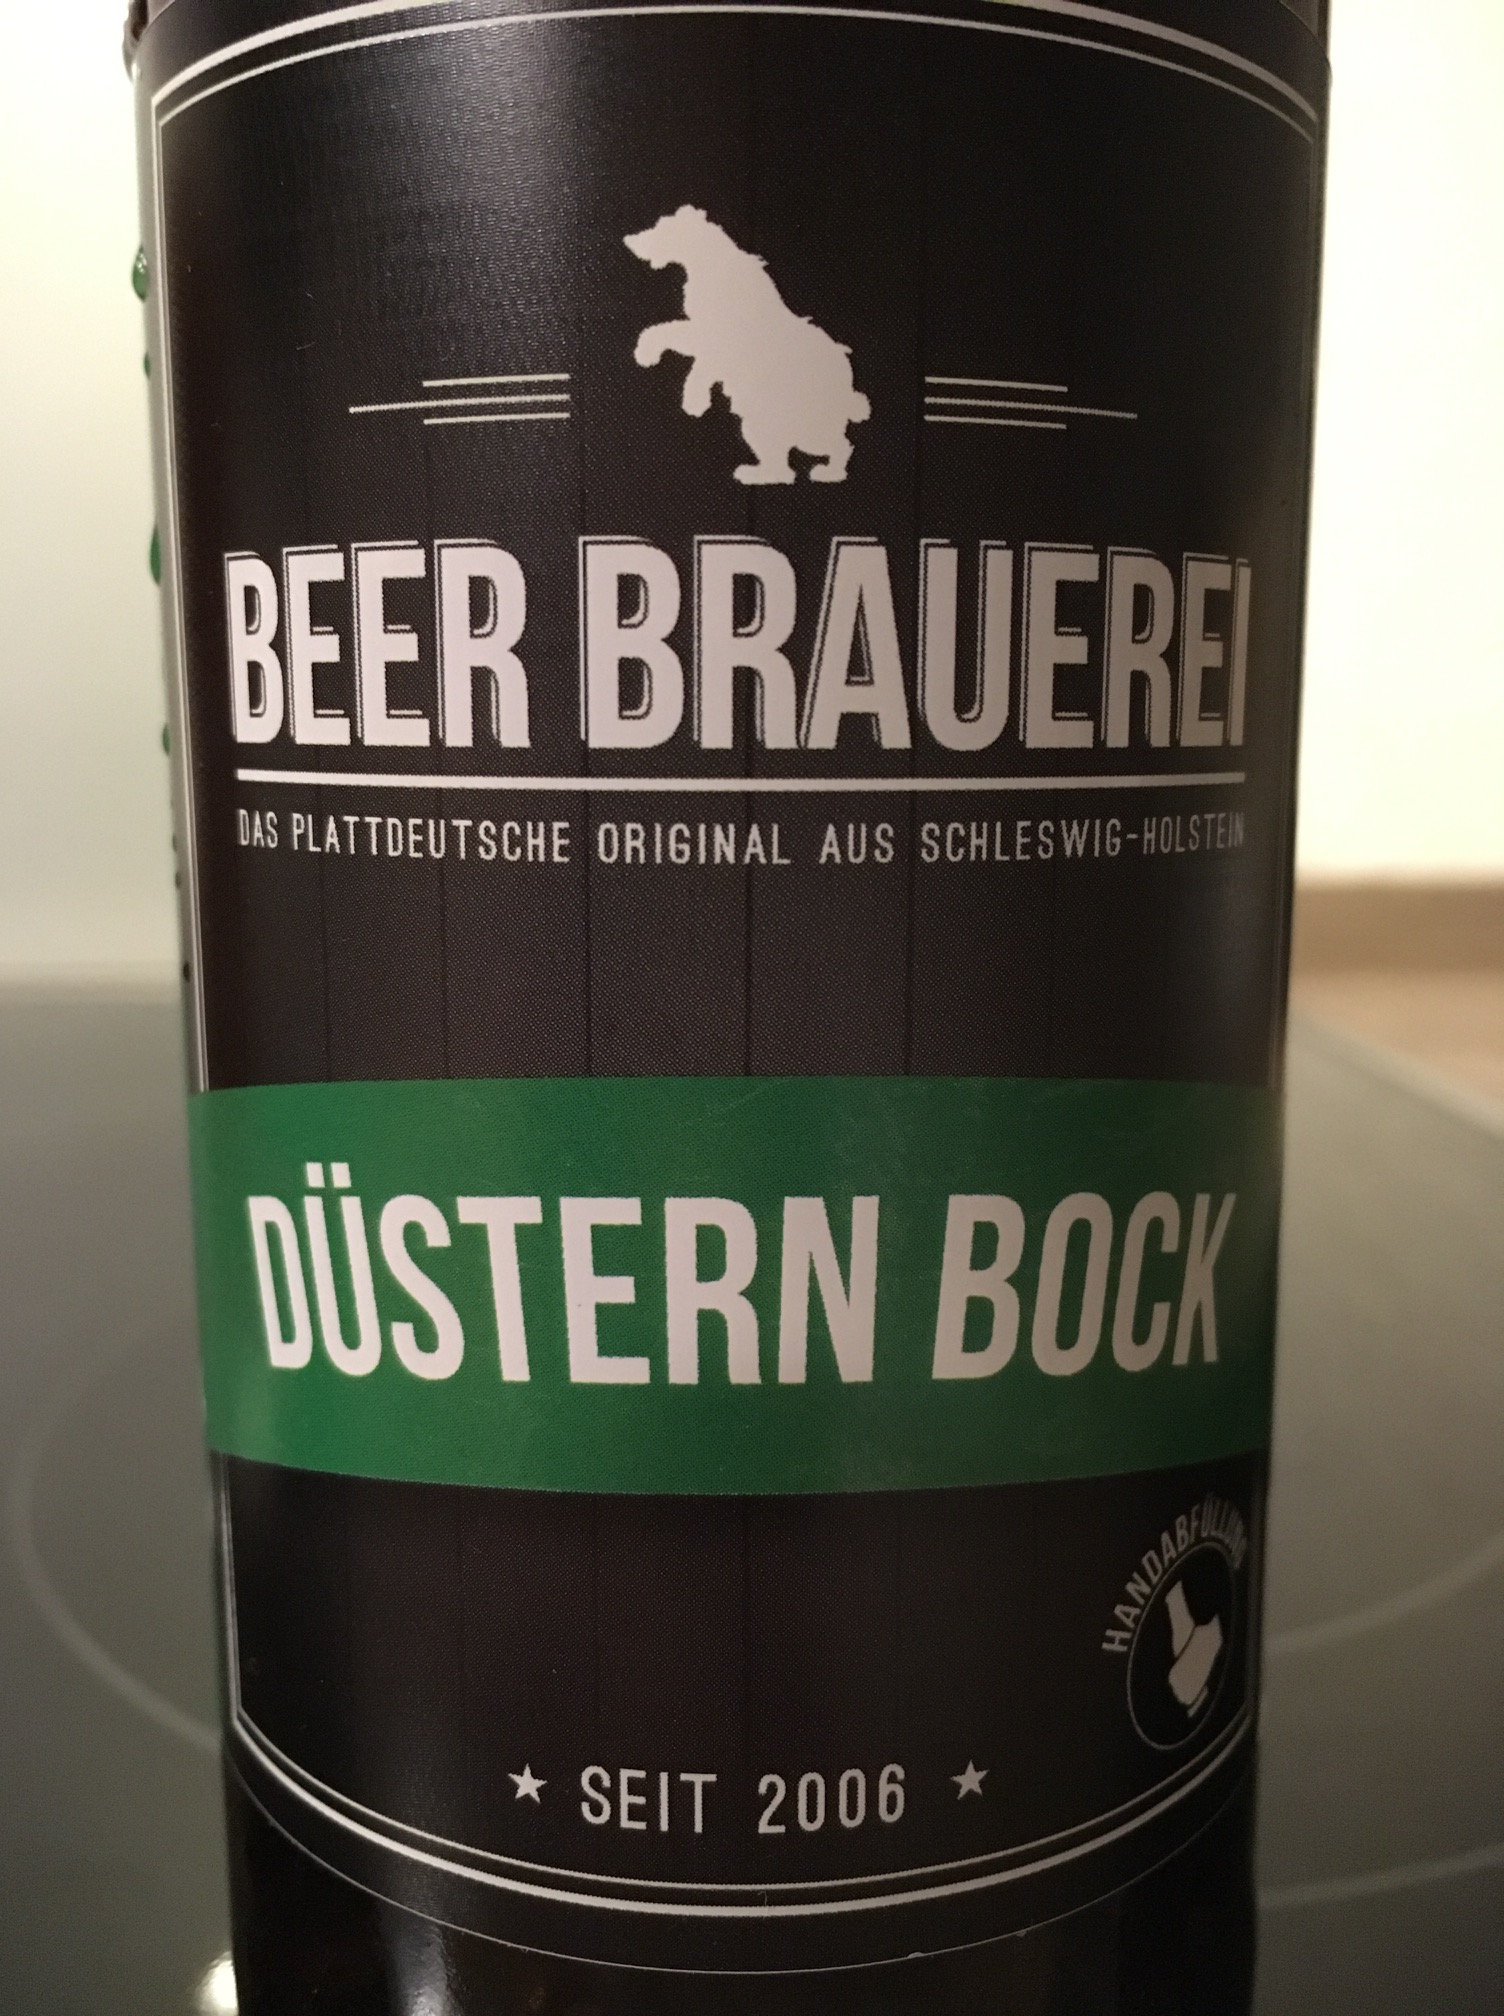 BEER BRAUEREI
DAS PLATTDEUTSCHE ORIGINAL AUS SCHLESWIG-HOLSTEIN
DÜSTERN BOCK
HANDABFÜLLUNG
★ SEIT 2006 ★